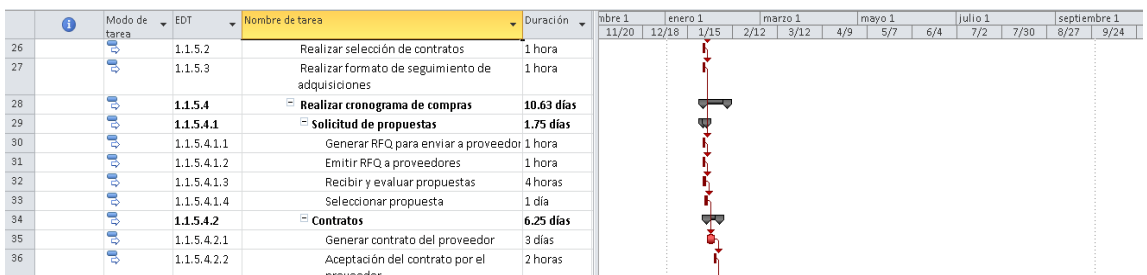 Modo de tarea EDT Nombre de tarea Duración mbre 1 enero 1 marzo 1 mayo 1 julio 1 septiembre 1
11/20 12/18 1/15 2/12 3/12 4/9 5/7 6/4 7/2 7/30 8/27 9/24
26 1.1.5.2 Realizar selección de contratos 1 hora
27 1.1.5.3 Realizar formato de seguimiento de 1 hora
adquisiciones
28 1.1.5.4 Realizar cronograma de compras 10.63 días
29 1.1.5.4.1 Solicitud de propuestas 1.75 días
30 1.1.5.4.1.1 Generar RFQ para enviar a proveedor 1 hora
31 1.1.5.4.1.2 Emitir RFQ a proveedores 1 hora
32 1.1.5.4.1.3 Recibir y evaluar propuestas 4 horas
33 1.1.5.4.1.4 Seleccionar propuesta 1 día
34 1.1.5.4.2 Contratos 6.25 días
35 1.1.5.4.2.1 Generar contrato del proveedor 3 días
36 1.1.5.4.2.2 Aceptación del contrato por el 2 horas
proveedor